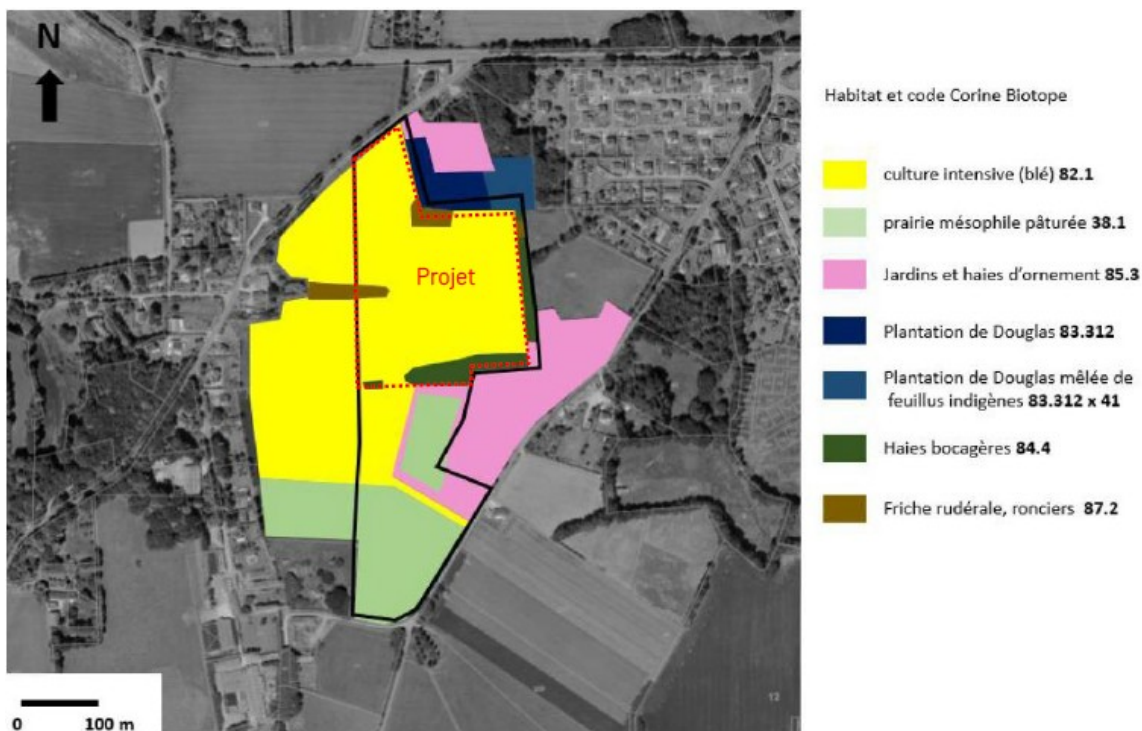 N
Projet
0 100 m
12
Habitat et code Corine Biotope
culture intensive (blé) 82.1
prairie mésophile pâturée 38.1
Jardins et haies d'ornement 85.3
Plantation de Douglas 83.312
Plantation de Douglas mêlée de
feuillus indigènes 83.312 x 41
Haies bocagères 84.4
Friche rudérale, ronciers 87.2